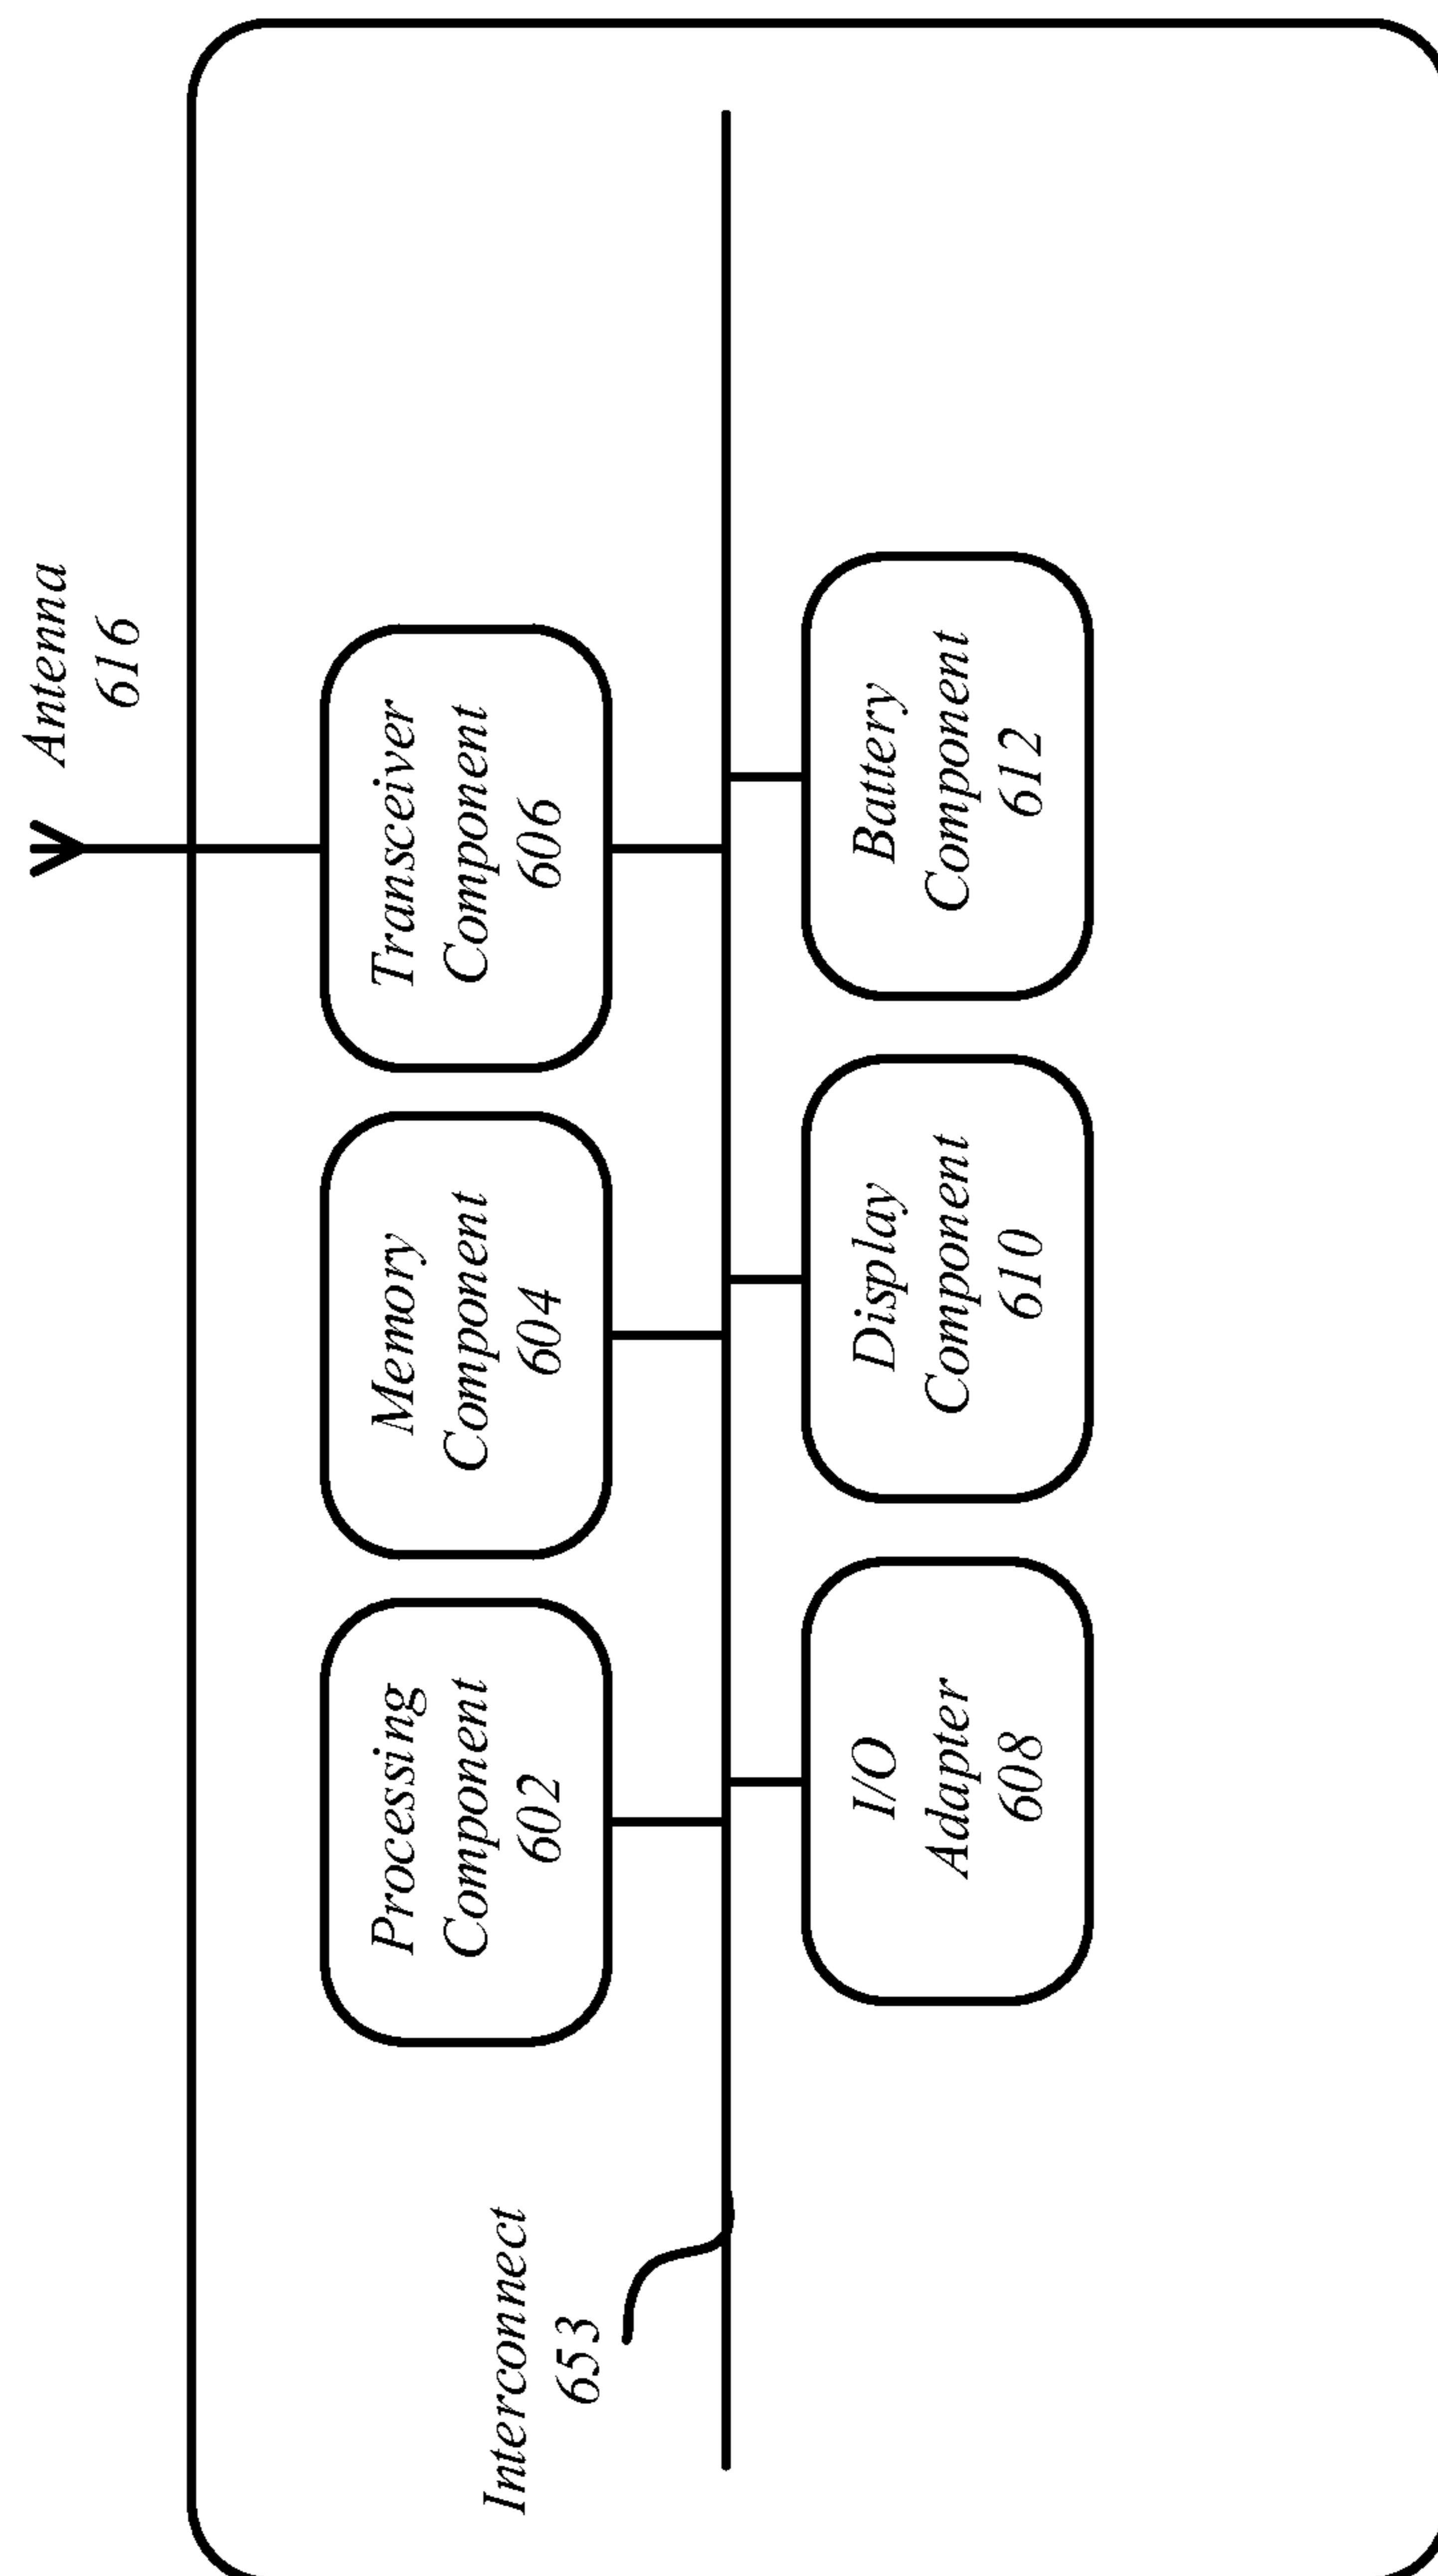 Antenna
616
Processing
Component
602
Memory
Component
604
Transceiver
Component
606
Interconnect
653
I/O
Adapter
608
Display
Component
610
Battery
Component
612